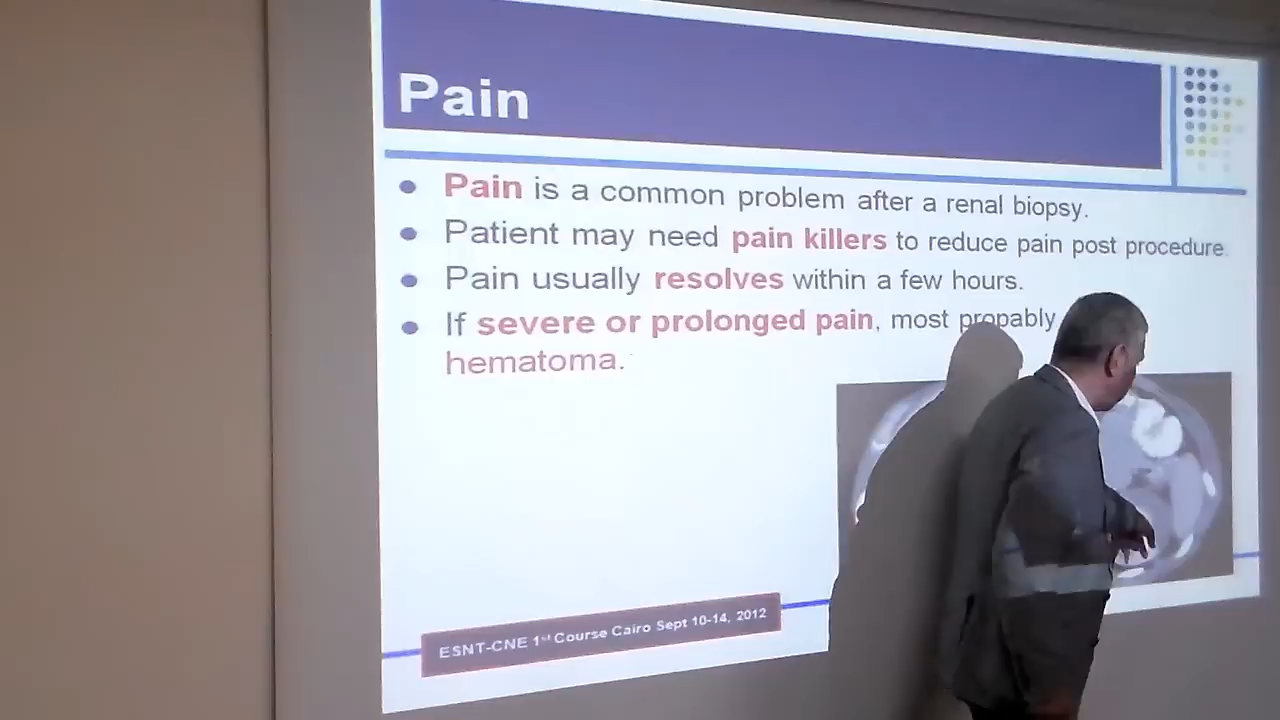 Pain
Pain is a common problem after a renal biopsy.
Patient may need pain killers to reduce pain post procedure.
Pain usually resolves within a few hours.
If severe or prolonged pain, most propably
hematoma.
ESNT-CNE 1st Course Cairo Sept 10-14, 2012